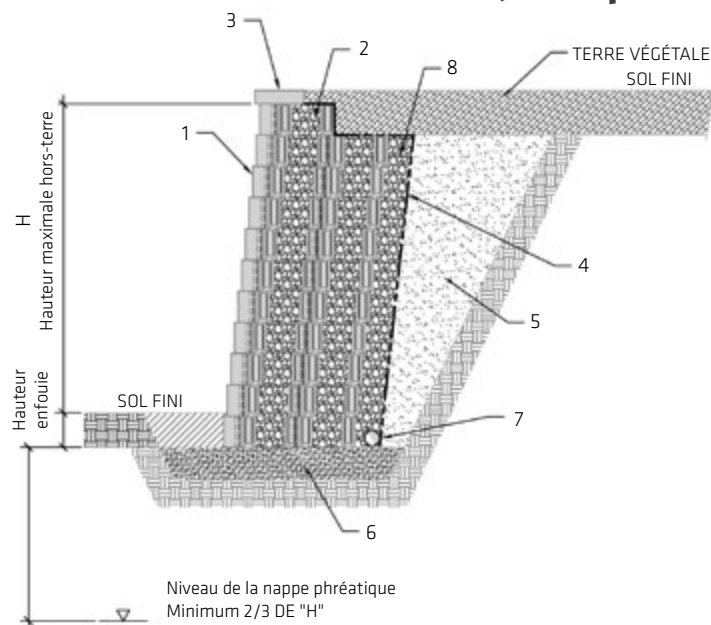 3
2
8
TERRE VÉGÉTALE
SOL FINI
1
H
Hauteur maximale hors-terre
4
5
Hauteur
enfouie
SOL FINI
7
6
Niveau de la nappe phréatique
Minimum 2/3 DE "H"